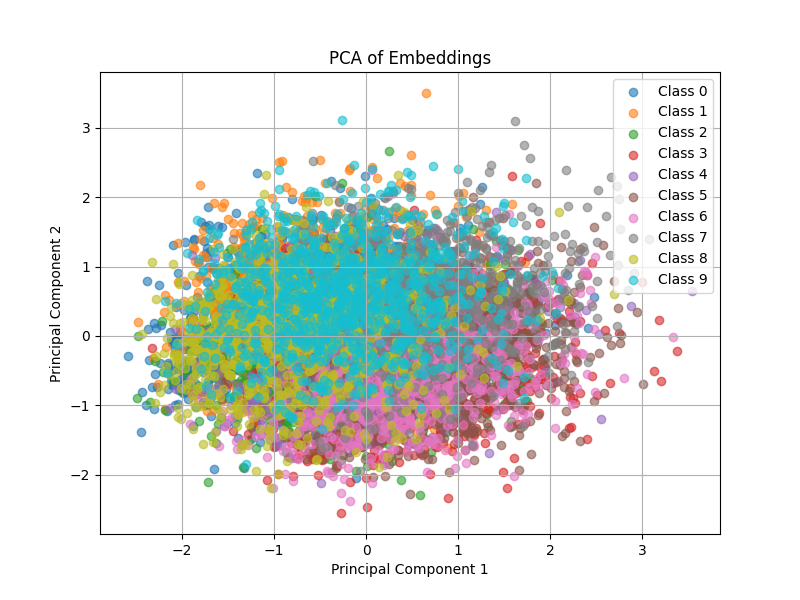 PCA of Embeddings
Class 0
Class 1
Class 2
Class 3
Class 4
Class 5
Class 6
Class 7
Class 8
Class 9
Principal Component 2
3
2
1
0
−1
−2
−2
−1
0
1
2
3
Principal Component 1